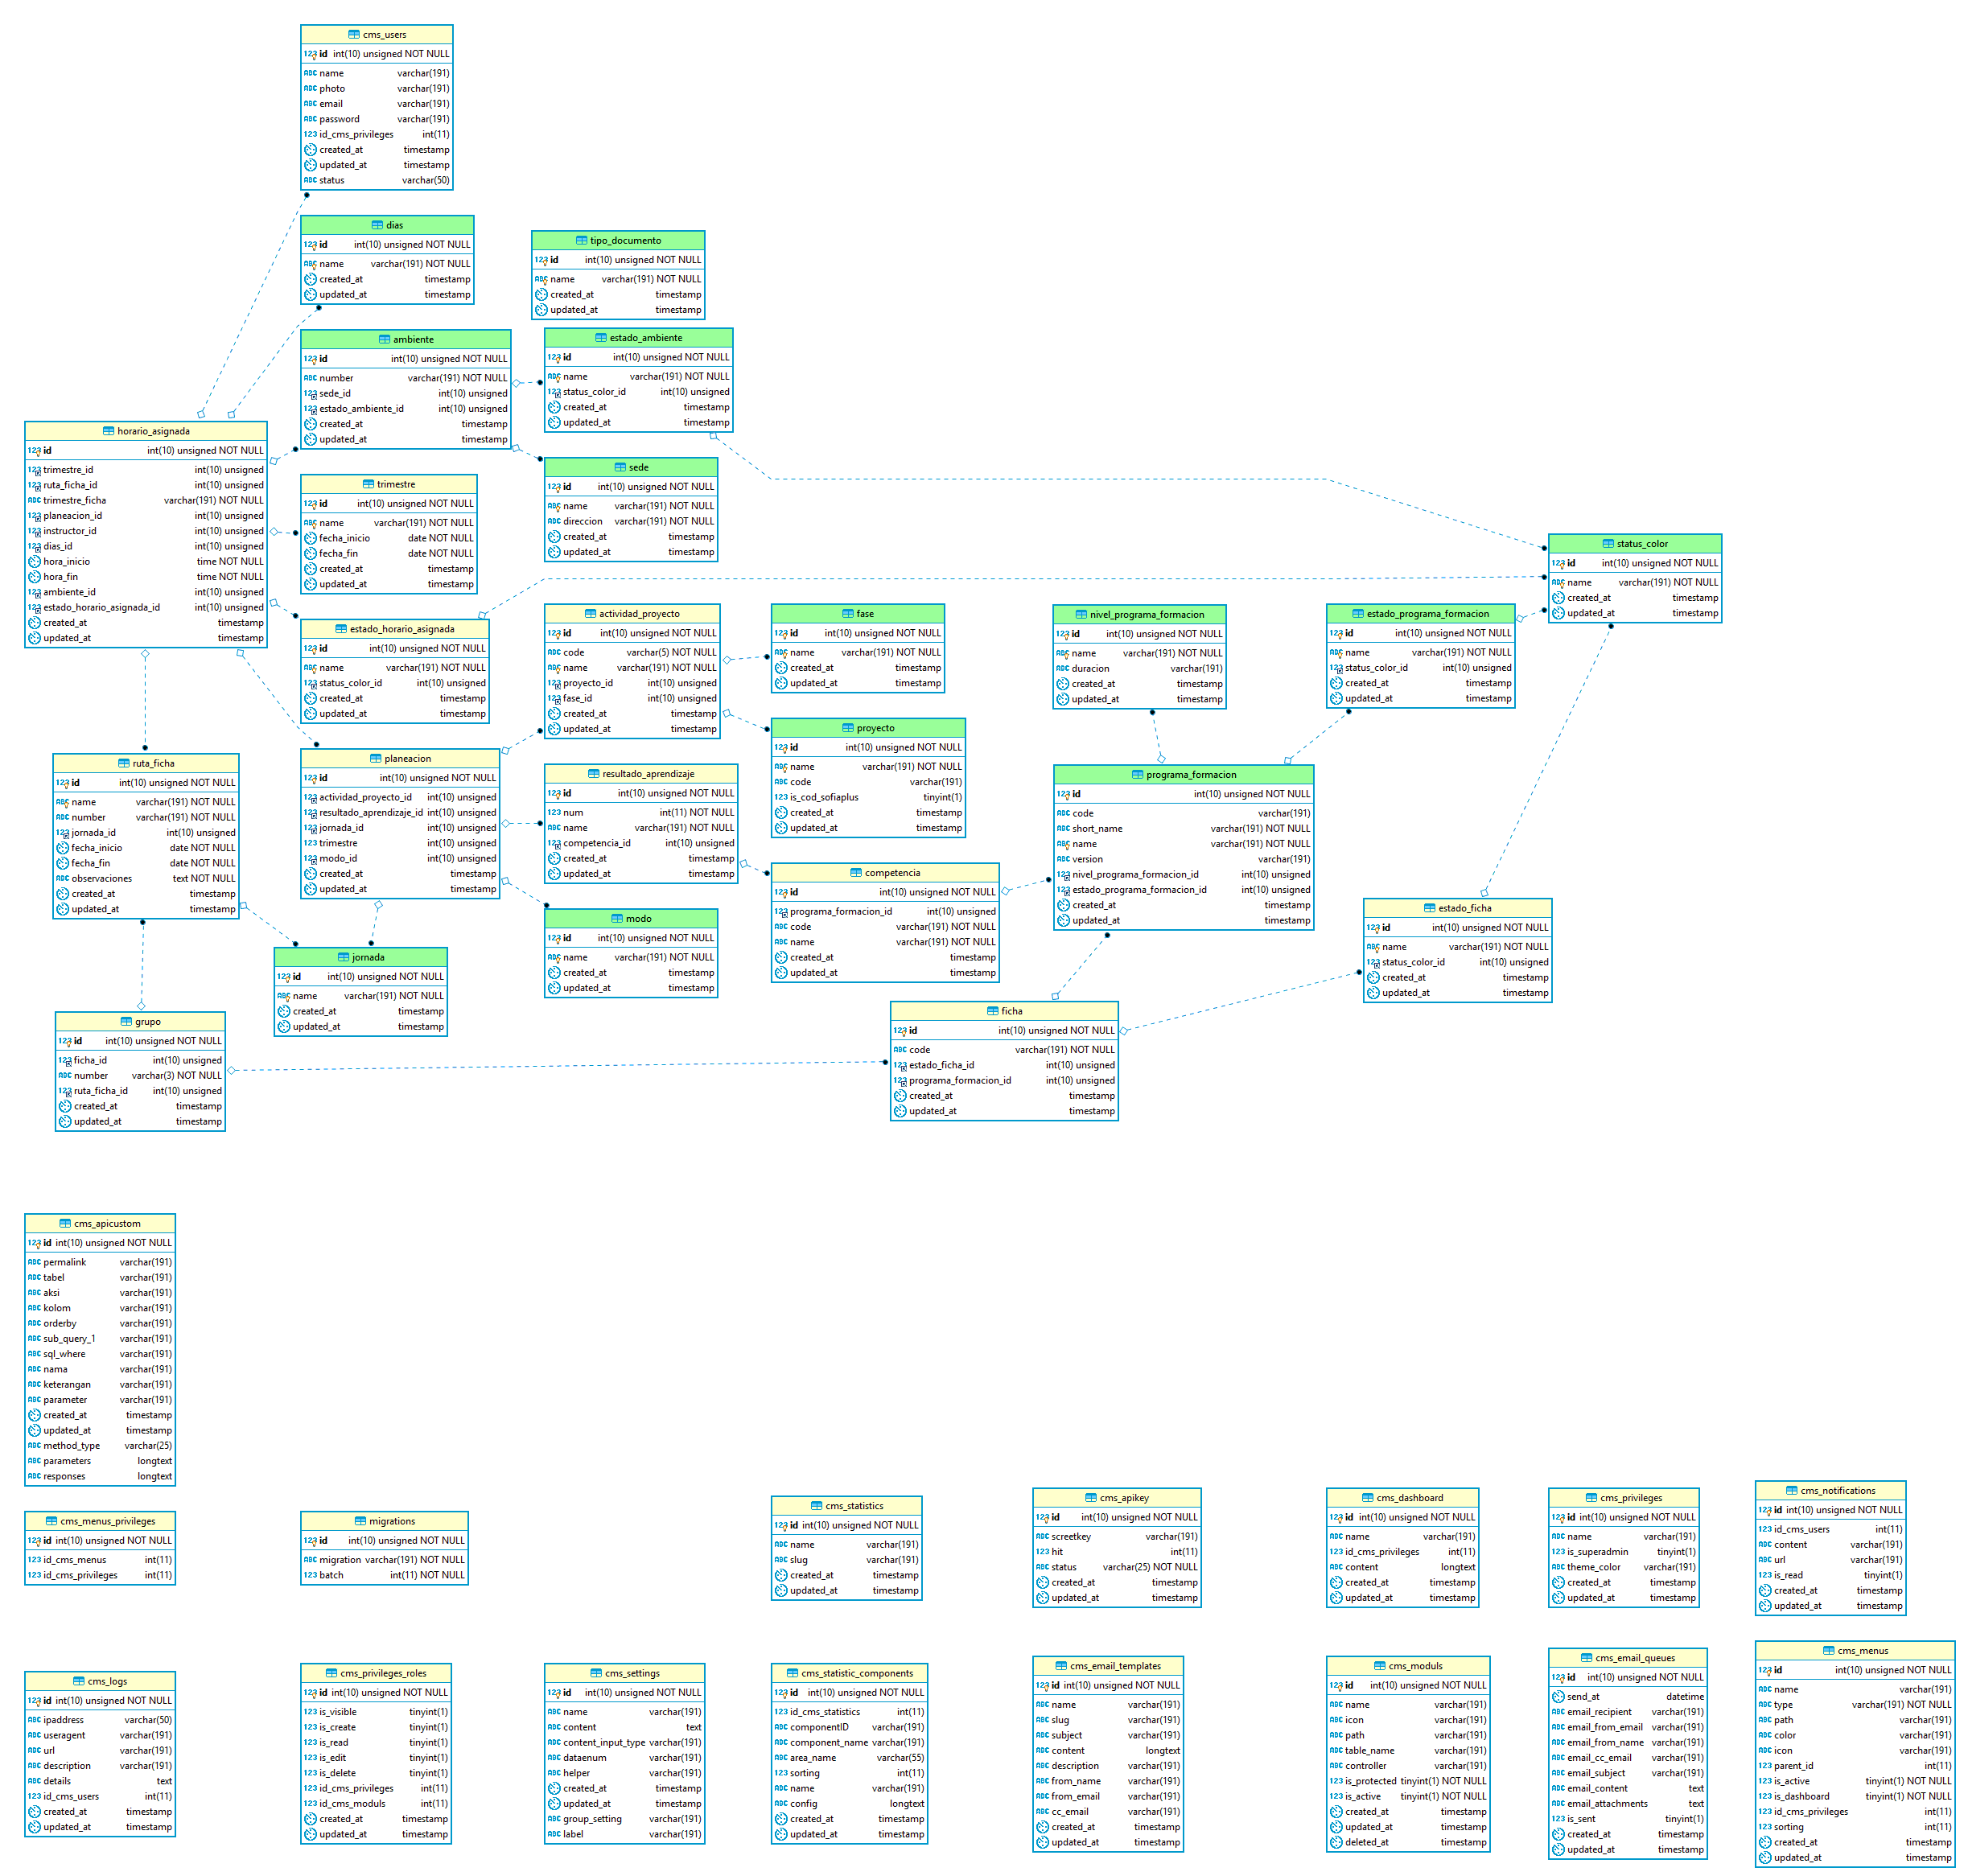 cms_users
id int(10) unsigned NOT NULL
name varchar(191)
photo varchar(191)
email varchar(191)
password varchar(191)
id_cms_privileges int(11)
created_at timestamp
updated_at timestamp
status varchar(50)
dias
id int(10) unsigned NOT NULL
name varchar(191) NOT NULL
created_at timestamp
updated_at timestamp
tipo_documento
id int(10) unsigned NOT NULL
name varchar(191) NOT NULL
created_at timestamp
updated_at timestamp
ambiente
id int(10) unsigned NOT NULL
number varchar(191) NOT NULL
sede_id int(10) unsigned
estado_ambiente_id int(10) unsigned
created_at timestamp
updated_at timestamp
estado_ambiente
id int(10) unsigned NOT NULL
name varchar(191) NOT NULL
status_color_id int(10) unsigned
created_at timestamp
updated_at timestamp
horario_asignada
id int(10) unsigned NOT NULL
trimestre_id int(10) unsigned
ruta_ficha_id int(10) unsigned
trimestre_ficha varchar(191) NOT NULL
planeacion_id int(10) unsigned
instructor_id int(10) unsigned
dias_id int(10) unsigned
hora_inicio time NOT NULL
hora_fin time NOT NULL
ambiente_id int(10) unsigned
estado_horario_asignada_id int(10) unsigned
created_at timestamp
updated_at timestamp
trimestre
id int(10) unsigned NOT NULL
name varchar(191) NOT NULL
fecha_inicio date NOT NULL
fecha_fin date NOT NULL
created_at timestamp
updated_at timestamp
sede
id int(10) unsigned NOT NULL
name varchar(191) NOT NULL
direccion varchar(191) NOT NULL
created_at timestamp
updated_at timestamp
status_color
id int(10) unsigned NOT NULL
name varchar(191) NOT NULL
created_at timestamp
updated_at timestamp
estado_horario_asignada
id int(10) unsigned NOT NULL
name varchar(191) NOT NULL
status_color_id int(10) unsigned
created_at timestamp
updated_at timestamp
actividad_proyecto
id int(10) unsigned NOT NULL
code varchar(5) NOT NULL
name varchar(191) NOT NULL
proyecto_id int(10) unsigned
fase_id int(10) unsigned
created_at timestamp
updated_at timestamp
fase
id int(10) unsigned NOT NULL
name varchar(191) NOT NULL
created_at timestamp
updated_at timestamp
nivel_programa_formacion
id int(10) unsigned NOT NULL
name varchar(191) NOT NULL
duracion varchar(191)
created_at timestamp
updated_at timestamp
estado_programa_formacion
id int(10) unsigned NOT NULL
name varchar(191) NOT NULL
status_color_id int(10) unsigned
created_at timestamp
updated_at timestamp
proyecto
id int(10) unsigned NOT NULL
name varchar(191) NOT NULL
code varchar(191)
is_cod_sofiaplus tinyint(1)
created_at timestamp
updated_at timestamp
ruta_ficha
id int(10) unsigned NOT NULL
name varchar(191) NOT NULL
number varchar(191) NOT NULL
jornada_id int(10) unsigned
fecha_inicio date NOT NULL
fecha_fin date NOT NULL
observaciones text NOT NULL
created_at timestamp
updated_at timestamp
planeacion
id int(10) unsigned NOT NULL
actividad_proyecto_id int(10) unsigned
resultado_aprendizaje_id int(10) unsigned
jornada_id int(10) unsigned
trimestre int(10) unsigned
modo_id int(10) unsigned
created_at timestamp
updated_at timestamp
resultado_aprendizaje
id int(10) unsigned NOT NULL
num int(11) NOT NULL
name varchar(191) NOT NULL
competencia_id int(10) unsigned
created_at timestamp
updated_at timestamp
programa_formacion
id int(10) unsigned NOT NULL
code varchar(191)
short_name varchar(191) NOT NULL
name varchar(191) NOT NULL
version varchar(191)
nivel_programa_formacion_id int(10) unsigned
estado_programa_formacion_id int(10) unsigned
created_at timestamp
updated_at timestamp
competencia
id int(10) unsigned NOT NULL
programa_formacion_id int(10) unsigned
code varchar(191) NOT NULL
name varchar(191) NOT NULL
created_at timestamp
updated_at timestamp
estado_ficha
id int(10) unsigned NOT NULL
name varchar(191) NOT NULL
status_color_id int(10) unsigned
created_at timestamp
updated_at timestamp
modo
id int(10) unsigned NOT NULL
name varchar(191) NOT NULL
created_at timestamp
updated_at timestamp
jornada
id int(10) unsigned NOT NULL
name varchar(191) NOT NULL
created_at timestamp
updated_at timestamp
grupo
id int(10) unsigned NOT NULL
ficha_id int(10) unsigned
number varchar(3) NOT NULL
ruta_ficha_id int(10) unsigned
created_at timestamp
updated_at timestamp
ficha
id int(10) unsigned NOT NULL
code varchar(191) NOT NULL
estado_ficha_id int(10) unsigned
programa_formacion_id int(10) unsigned
created_at timestamp
updated_at timestamp
cms_apicustom
id int(10) unsigned NOT NULL
permalink varchar(191)
tabel varchar(191)
aksi varchar(191)
kolom varchar(191)
orderby varchar(191)
sub_query_1 varchar(191)
sql_where varchar(191)
nama varchar(191)
keterangan varchar(191)
parameter varchar(191)
created_at timestamp
updated_at timestamp
method_type varchar(25)
parameters longtext
responses longtext
cms_menus_privileges
id int(10) unsigned NOT NULL
id_cms_menus int(11)
id_cms_privileges int(11)
migrations
id int(10) unsigned NOT NULL
migration varchar(191) NOT NULL
batch int(11) NOT NULL
cms_statistics
id int(10) unsigned NOT NULL
name varchar(191)
slug varchar(191)
created_at timestamp
updated_at timestamp
cms_apikey
id int(10) unsigned NOT NULL
screetkey varchar(191)
hit int(11)
status varchar(25) NOT NULL
created_at timestamp
updated_at timestamp
cms_dashboard
id int(10) unsigned NOT NULL
name varchar(191)
id_cms_privileges int(11)
content longtext
created_at timestamp
updated_at timestamp
cms_privileges
id int(10) unsigned NOT NULL
name varchar(191)
is_superadmin tinyint(1)
theme_color varchar(191)
created_at timestamp
updated_at timestamp
cms_notifications
id int(10) unsigned NOT NULL
id_cms_users int(11)
content varchar(191)
url varchar(191)
is_read tinyint(1)
created_at timestamp
updated_at timestamp
cms_logs
id int(10) unsigned NOT NULL
ipaddress varchar(50)
useragent varchar(191)
url varchar(191)
description varchar(191)
details text
id_cms_users int(11)
created_at timestamp
updated_at timestamp
cms_privileges_roles
id int(10) unsigned NOT NULL
is_visible tinyint(1)
is_create tinyint(1)
is_read tinyint(1)
is_edit tinyint(1)
is_delete tinyint(1)
id_cms_privileges int(11)
id_cms_moduls int(11)
created_at timestamp
updated_at timestamp
cms_settings
id int(10) unsigned NOT NULL
name varchar(191)
content text
content_input_type varchar(191)
dataenum varchar(191)
helper varchar(191)
created_at timestamp
updated_at timestamp
group_setting varchar(191)
label varchar(191)
cms_statistic_components
id int(10) unsigned NOT NULL
id_cms_statistics int(11)
componentID varchar(191)
component_name varchar(191)
area_name varchar(55)
sorting int(11)
name varchar(191)
config longtext
created_at timestamp
updated_at timestamp
cms_email_templates
id int(10) unsigned NOT NULL
name varchar(191)
slug varchar(191)
subject varchar(191)
content longtext
description varchar(191)
from_name varchar(191)
from_email varchar(191)
cc_email varchar(191)
created_at timestamp
updated_at timestamp
cms_moduls
id int(10) unsigned NOT NULL
name varchar(191)
icon varchar(191)
path varchar(191)
table_name varchar(191)
controller varchar(191)
is_protected tinyint(1) NOT NULL
is_active tinyint(1) NOT NULL
created_at timestamp
updated_at timestamp
deleted_at timestamp
cms_email_queues
id int(10) unsigned NOT NULL
send_at datetime
email_recipient varchar(191)
email_from_email varchar(191)
email_from_name varchar(191)
email_cc_email varchar(191)
email_subject varchar(191)
email_content text
email_attachments text
is_sent tinyint(1)
created_at timestamp
updated_at timestamp
cms_menus
id int(10) unsigned NOT NULL
name varchar(191)
type varchar(191) NOT NULL
path varchar(191)
color varchar(191)
icon varchar(191)
parent_id int(11)
is_active tinyint(1) NOT NULL
is_dashboard tinyint(1) NOT NULL
id_cms_privileges int(11)
sorting int(11)
created_at timestamp
updated_at timestamp